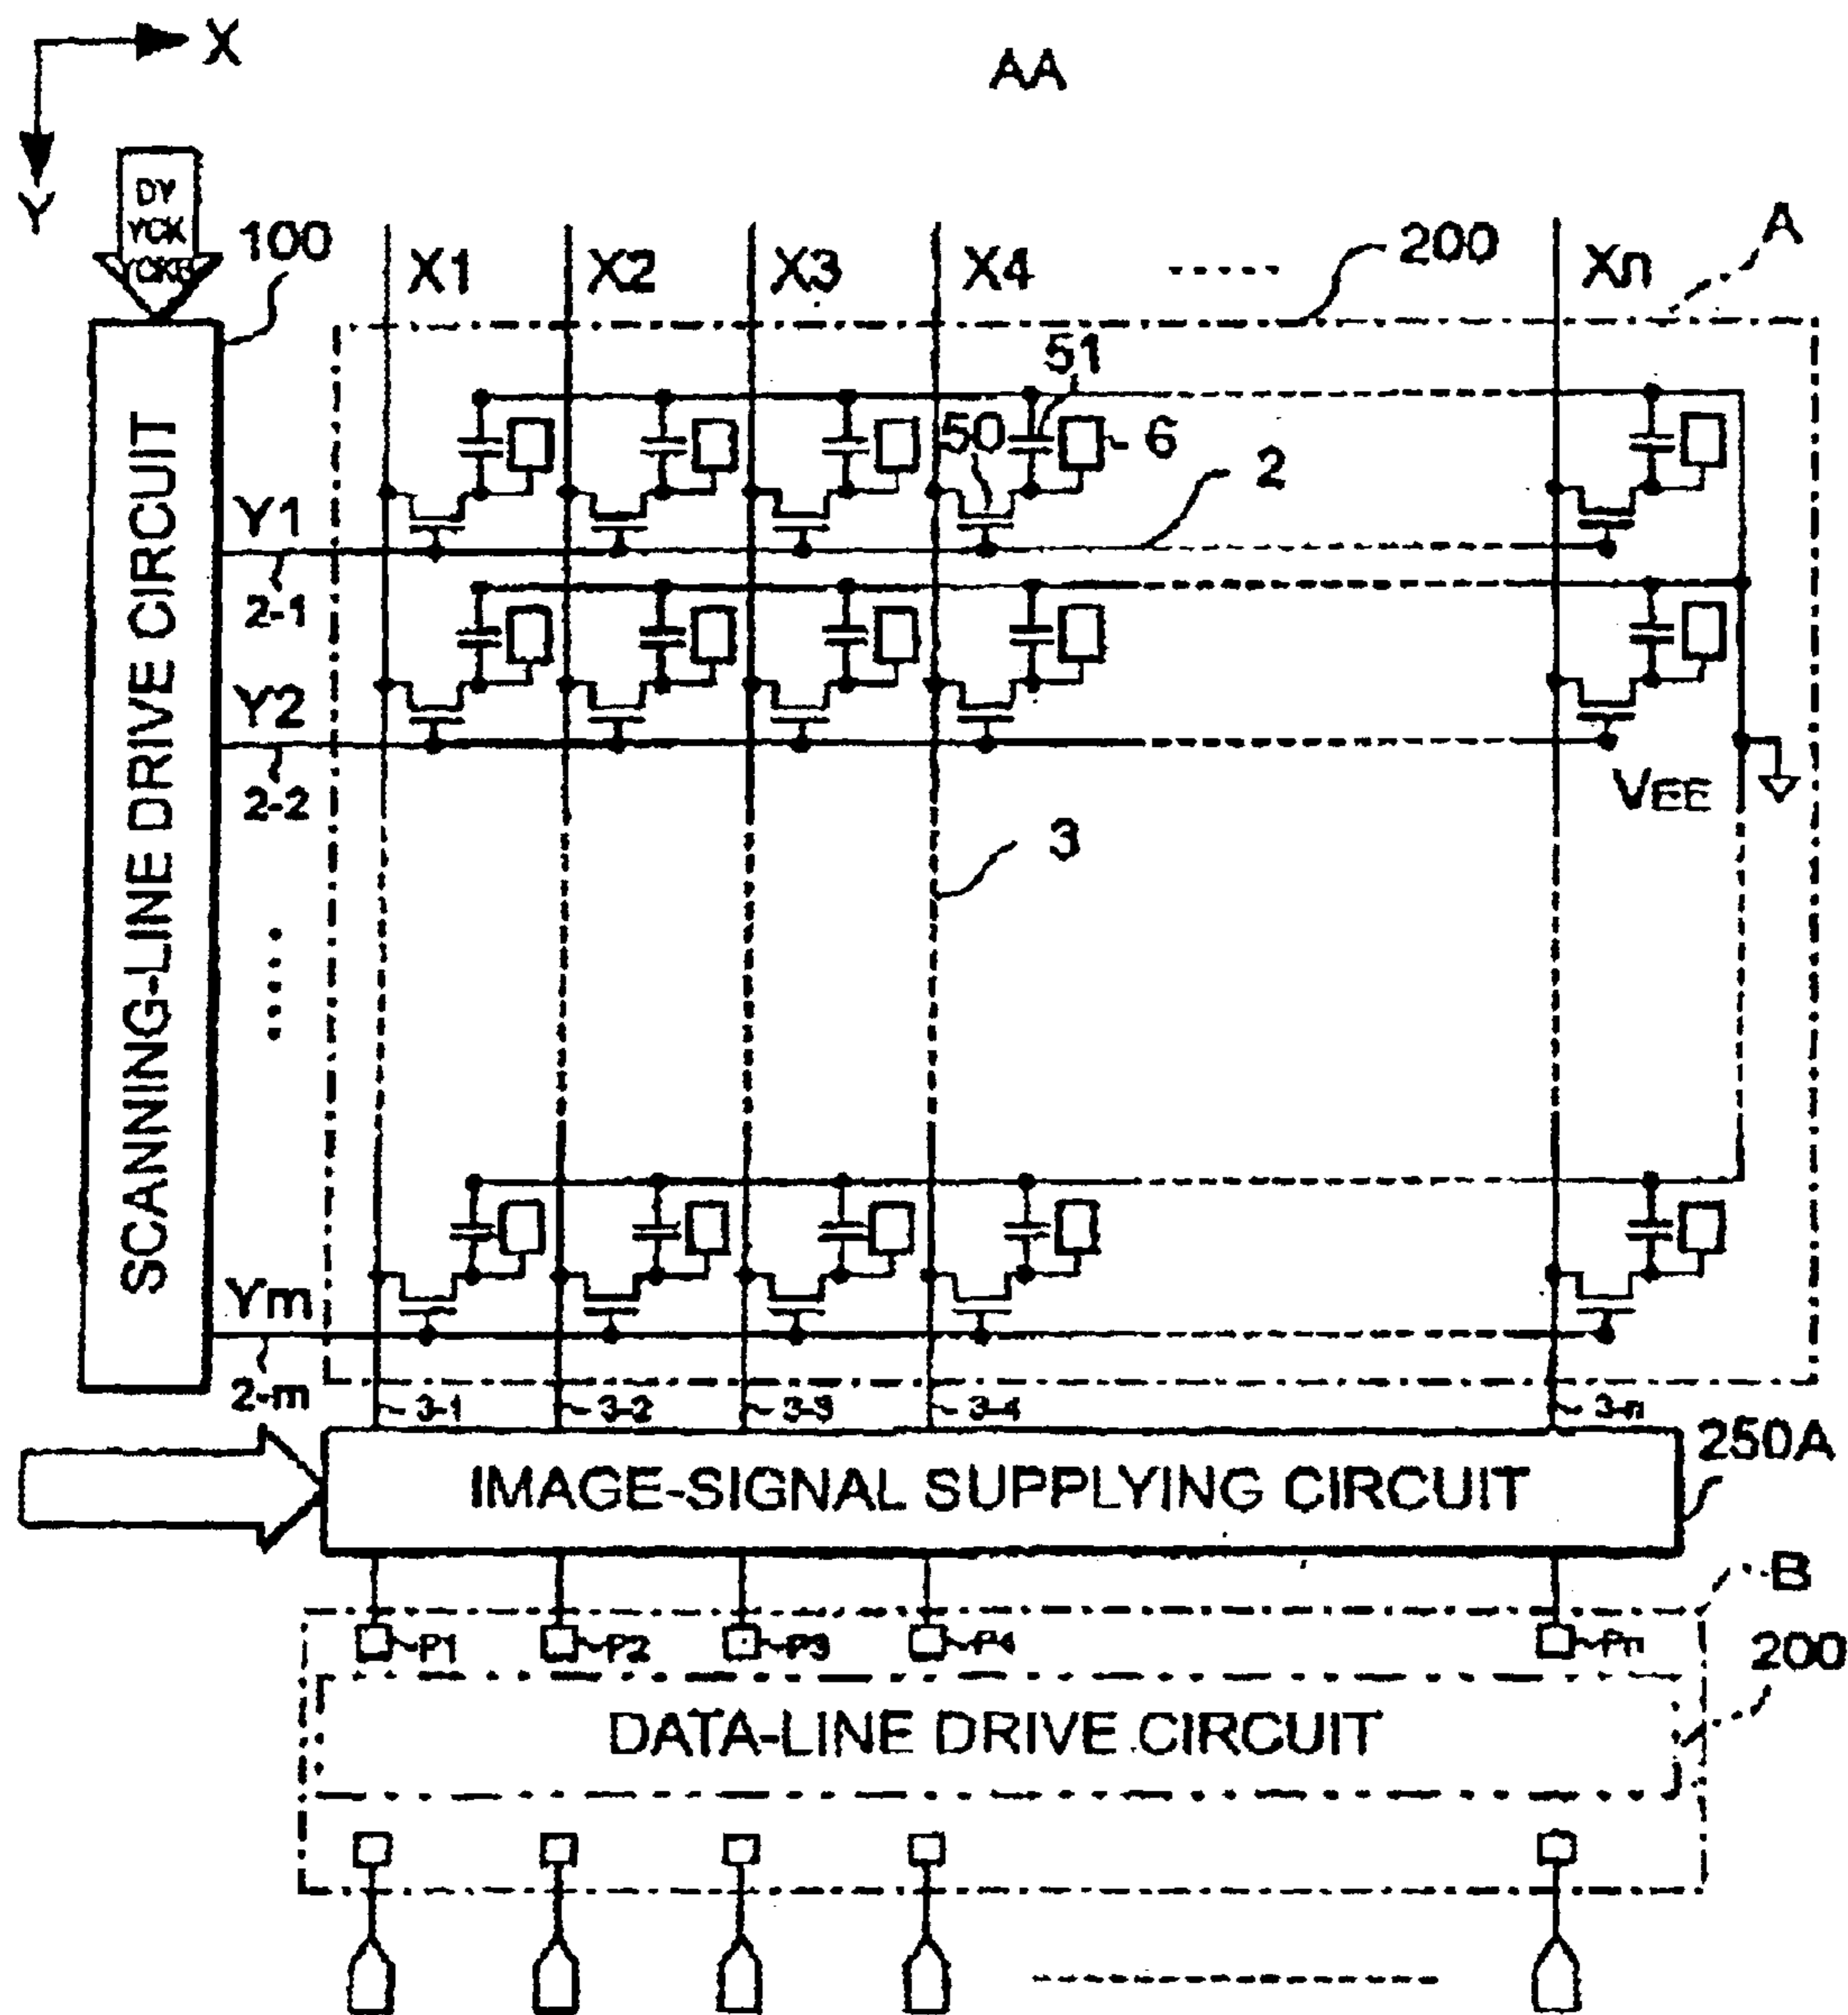 X
AA
Y
DY
YCK
100
X1
X2
X3
X4
200
Xn
A
51
50
6
2
Y1
2-1
Y2
2-2
VEE
3
SCANNING-LINE DRIVE CIRCUIT
Ym
2-m
3-1
3-2
3-3
3-4
3-n
250A
IMAGE-SIGNAL SUPPLYING CIRCUIT
B
P1
P2
P3
P4
Pn
200
DATA-LINE DRIVE CIRCUIT